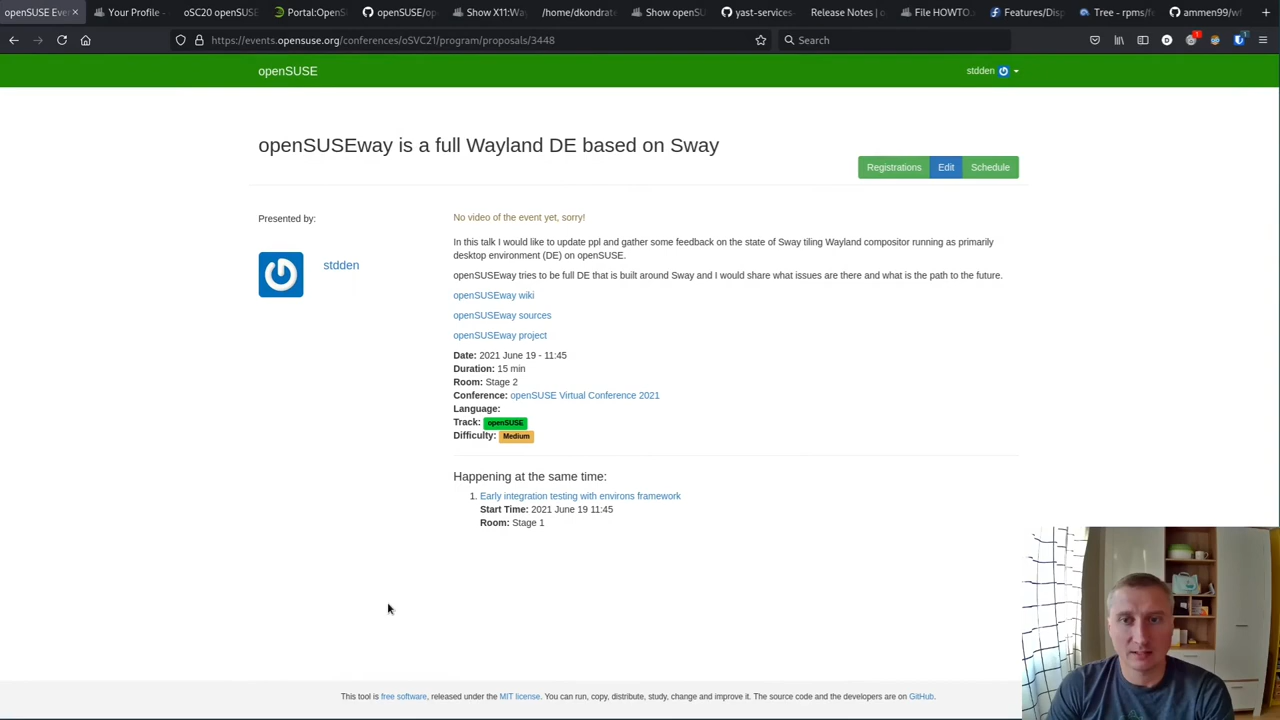 openSUSE Eve
Your Profile -
oSC20 openSUSE
Portal:OpenSUS
openSUSE/op
Show X11:Way
/home/dmz/op
Show openSUS
yast-services-
Release Notes | o
File HOWTO -
Features/Disp
Tree - rpms/fo
ammen99/wf
https://events.opensuse.org/conferences/oSVC21/program/proposals/3448
Search
openSUSE
stdden
openSUSEway is a full Wayland DE based on Sway
Registrations Edit Schedule
Presented by:
stdden
No video of the event yet, sorry!
In this talk I would like to update ppl and gather some feedback on the state of Sway tiling Wayland compositor running as primarily
desktop environment (DE) on openSUSE.
openSUSEway tries to be full DE that is built around Sway and I would share what issues are there and what is the path to the future.
openSUSEway wiki
openSUSEway sources
openSUSEway project
Date: 2021 June 19 - 11:45
Duration: 15 min
Room: Stage 2
Conference: openSUSE Virtual Conference 2021
Language:
Track: openSUSE
Difficulty: Medium
Happening at the same time:
1. Early integration testing with environs framework
Start Time: 2021 June 19 11:45
Room: Stage 1
This tool is free software, released under the MIT license. You can run, copy, distribute, study, change and improve it. The source code and the developers are on GitHub.